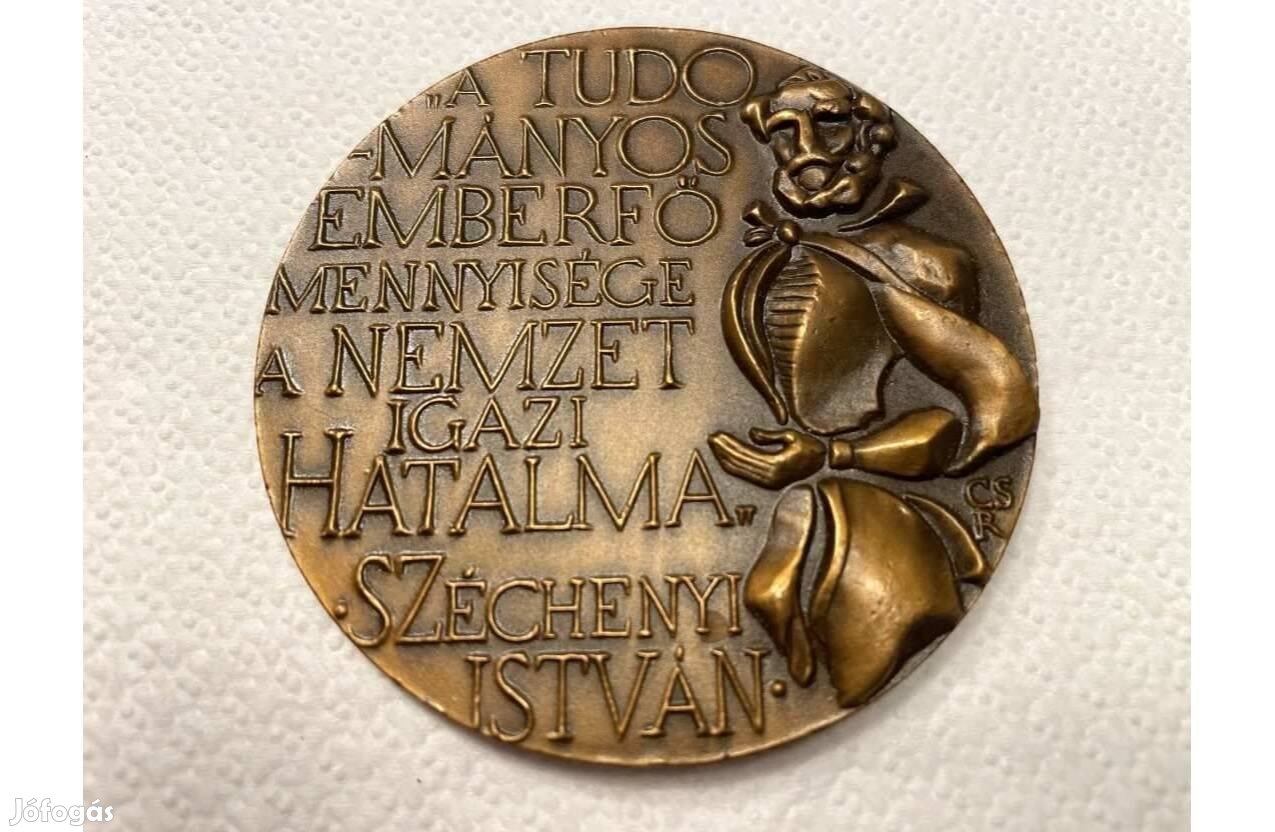 „A TUDO
-MÁNYOS
EMBERFŐ
MENNYISÉGE
A NEMZET
IGAZI
HATALMA"
·SZÉCHENYI
ISTVÁN·
CS
R
Jófogás